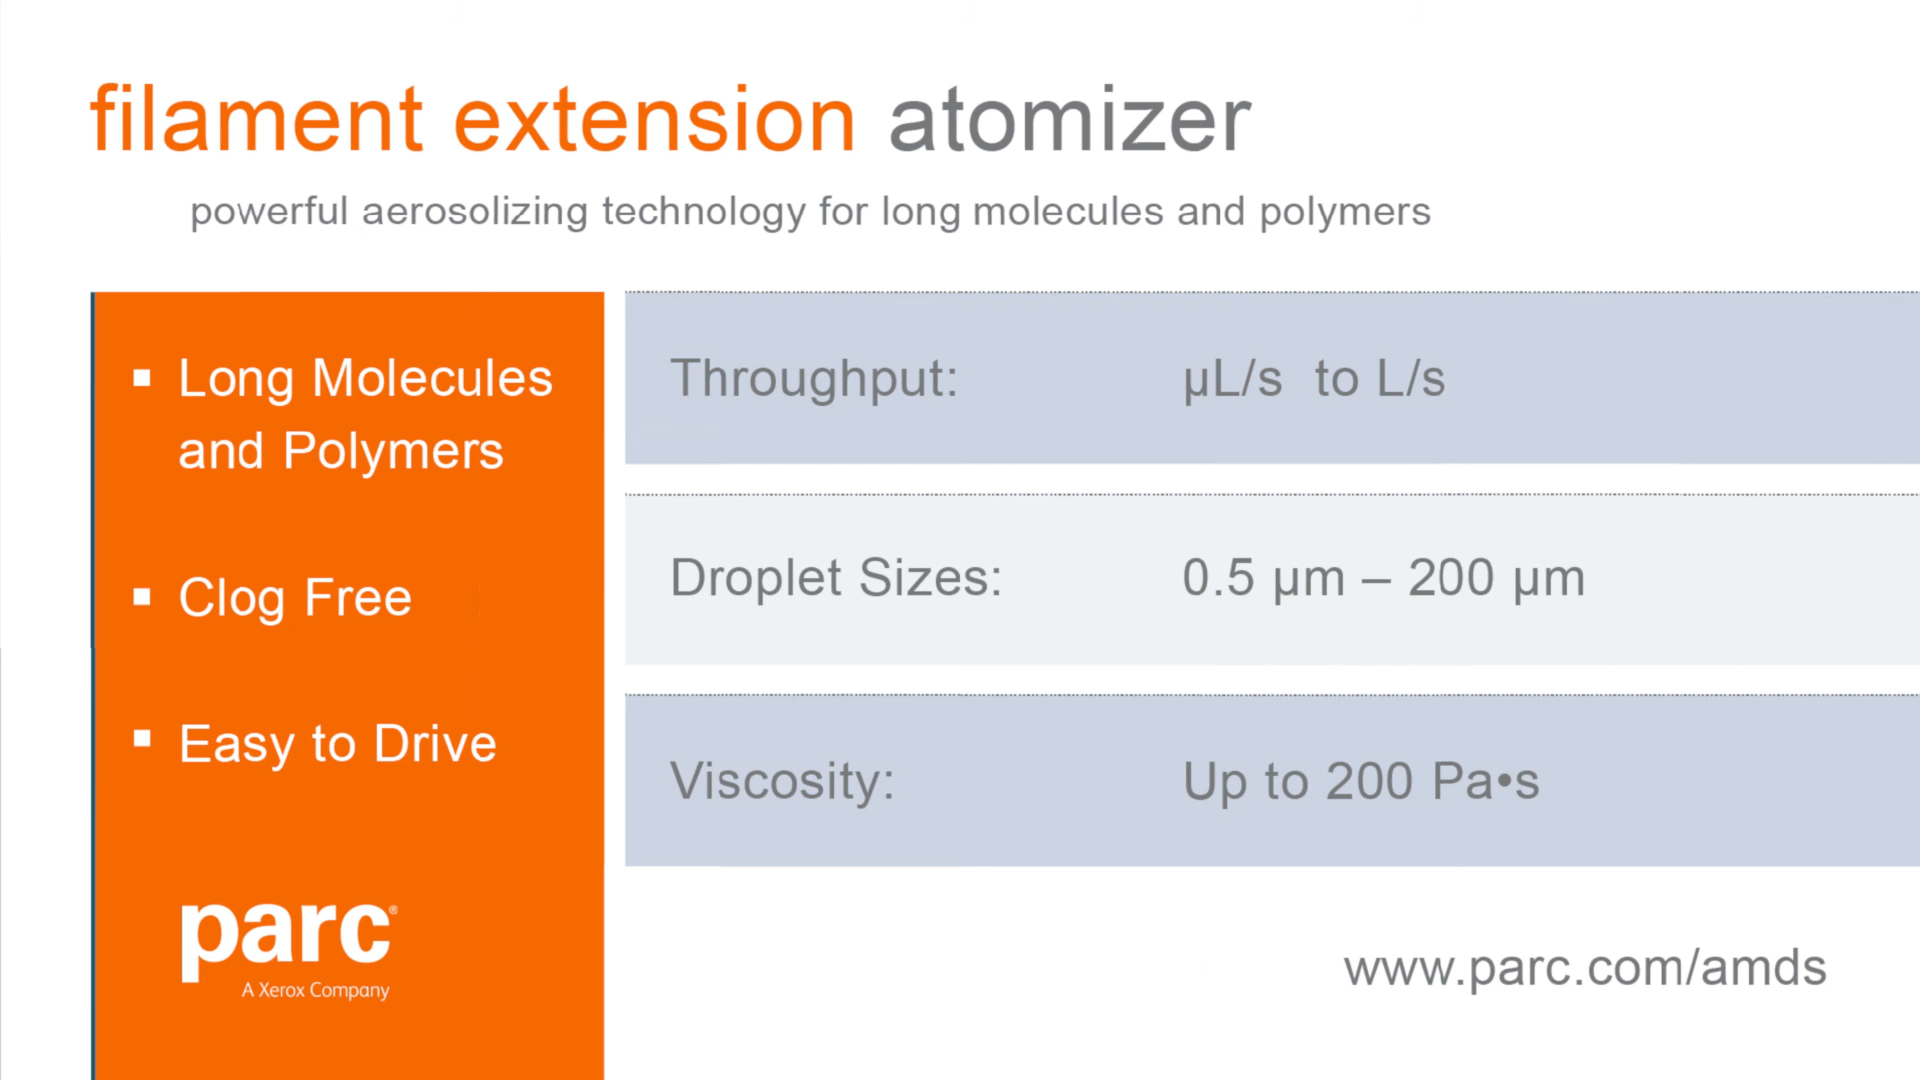 filament extension atomizer
powerful aerosolizing technology for long molecules and polymers
▪ Long Molecules
and Polymers
▪ Clog Free
▪ Easy to Drive
parc®
A Xerox Company
Throughput: µL/s to L/s
Droplet Sizes: 0.5 µm – 200 µm
Viscosity: Up to 200 Pa•s
www.parc.com/amds